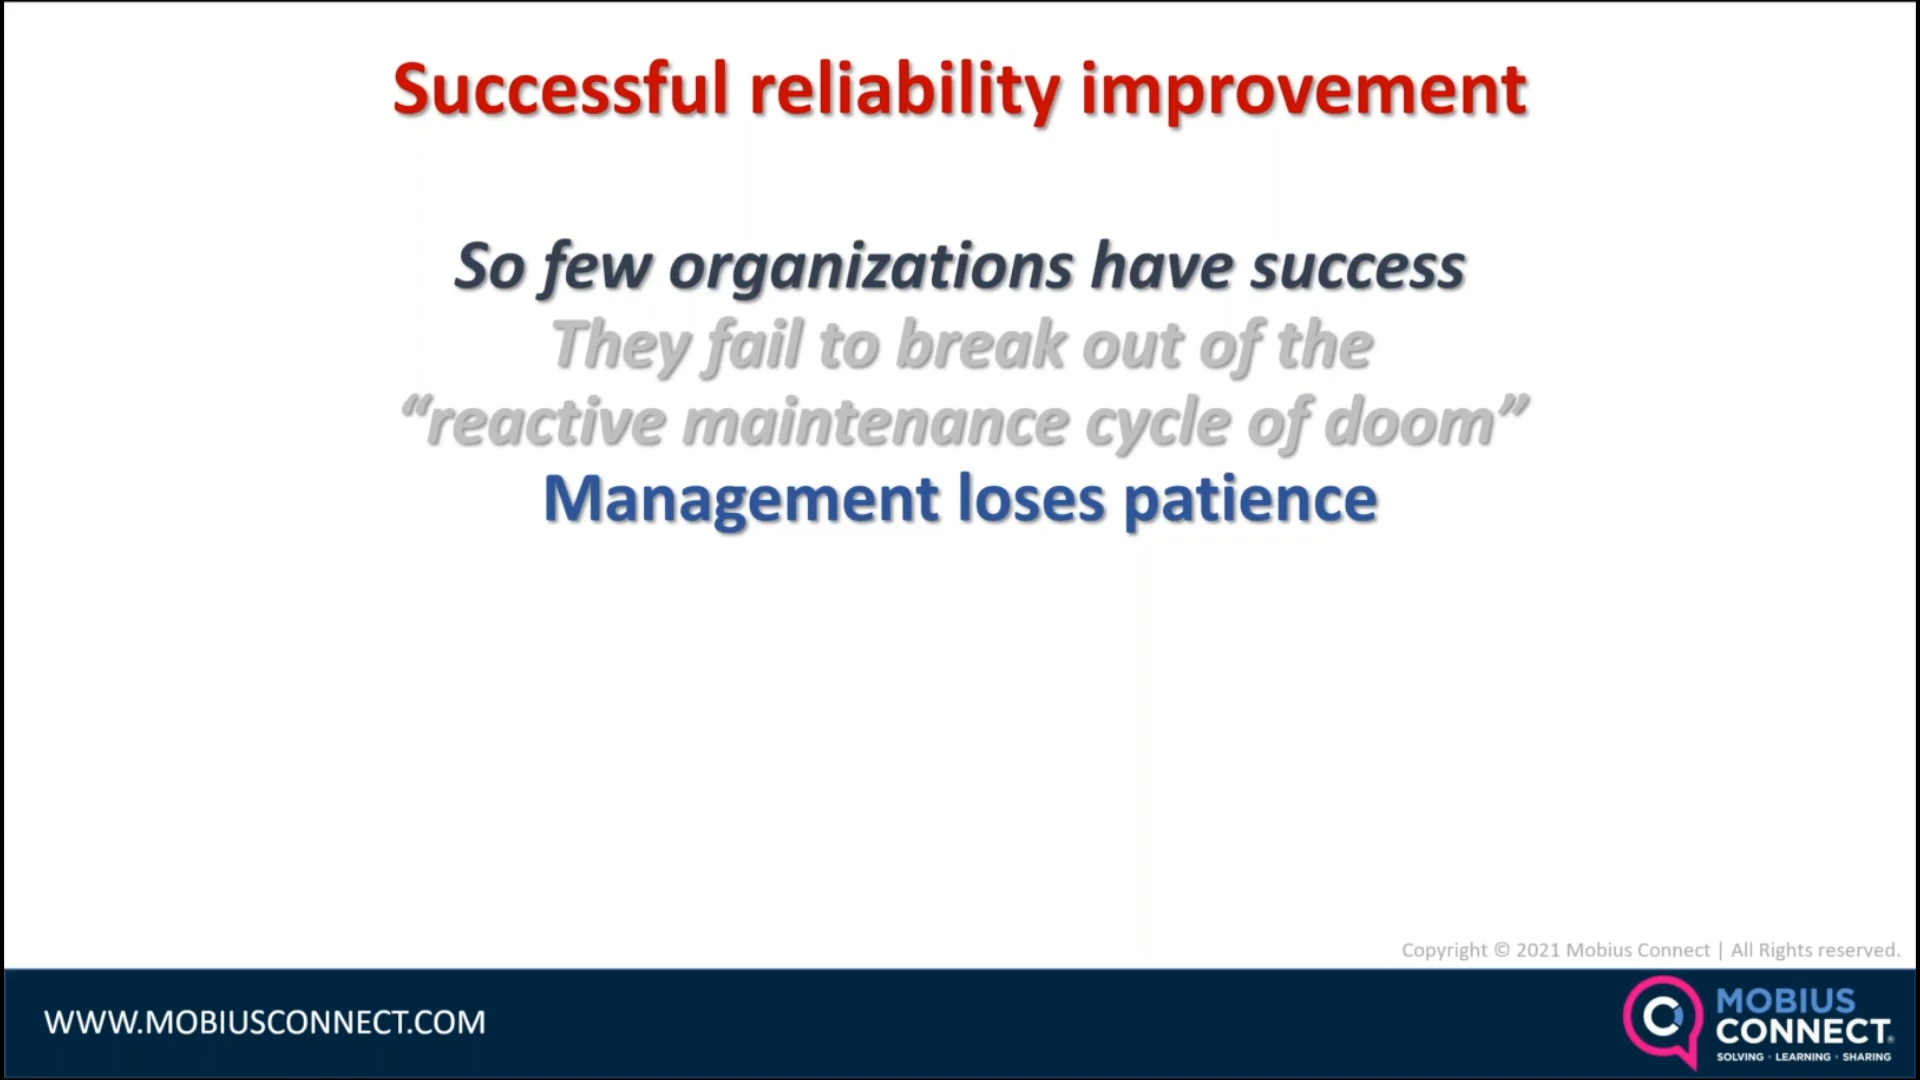 Successful reliability improvement
So few organizations have success
They fail to break out of the
“reactive maintenance cycle of doom”
Management loses patience
Copyright © 2021 Mobius Connect | All Rights reserved.
WWW.MOBIUSCONNECT.COM
MOBIUS
CONNECT®
SOLVING · LEARNING · SHARING